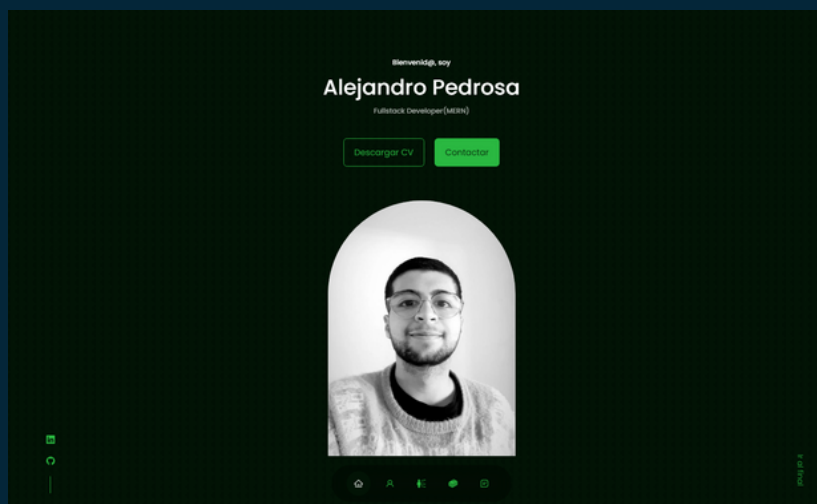 Bienvenid@, soy
Alejandro Pedrosa
Fullstack Developer(MERN)
Descargar CV
Contactar
Ir al final